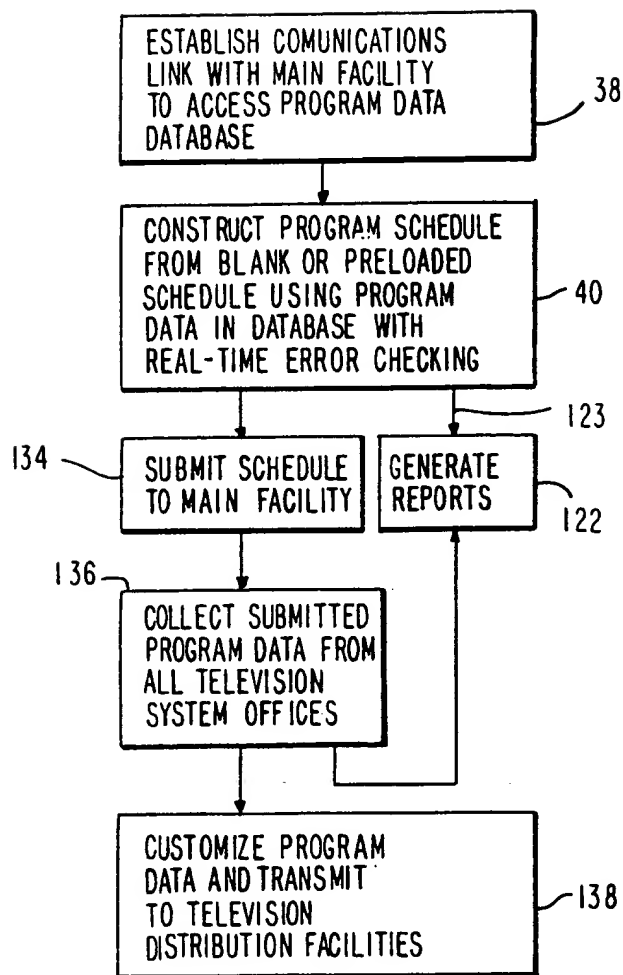 ESTABLISH COMUNICATIONS
LINK WITH MAIN FACILITY
TO ACCESS PROGRAM DATA
DATABASE
38
CONSTRUCT PROGRAM SCHEDULE
FROM BLANK OR PRELOADED
SCHEDULE USING PROGRAM
DATA IN DATABASE WITH
REAL-TIME ERROR CHECKING
40
123
134
SUBMIT SCHEDULE
TO MAIN FACILITY
GENERATE
REPORTS
122
136
COLLECT SUBMITTED
PROGRAM DATA FROM
ALL TELEVISION
SYSTEM OFFICES
CUSTOMIZE PROGRAM
DATA AND TRANSMIT
TO TELEVISION
DISTRIBUTION FACILITIES
138